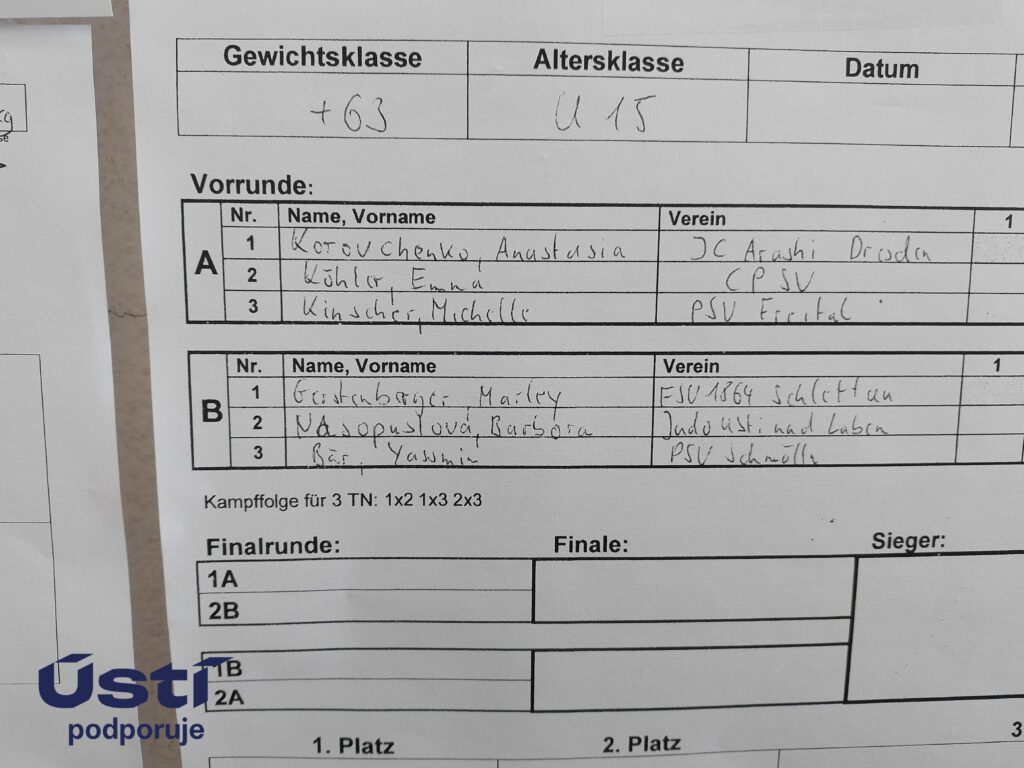 Gewichtsklasse Altersklasse Datum
+63 U 15
Vorrunde:
A Nr. Name, Vorname Verein 1
1 Korovchenko, Anastasia JC Arashi Dresden
2 Köhler, Emma CPSV
3 Kinscher, Michelle PSV Freital
B Nr. Name, Vorname Verein 1
1 Gerstenberger Marley FSV 1864 Schlettau
2 Násopustová, Barbora Judo Usti nad Labem
3 Bär, Yassmin PSV Schmölln
Kampffolge für 3 TN: 1x2 1x3 2x3
Finalrunde: Finale: Sieger:
1A
2B
1B
2A
1. Platz 2. Platz 3
Ústí
podporuje